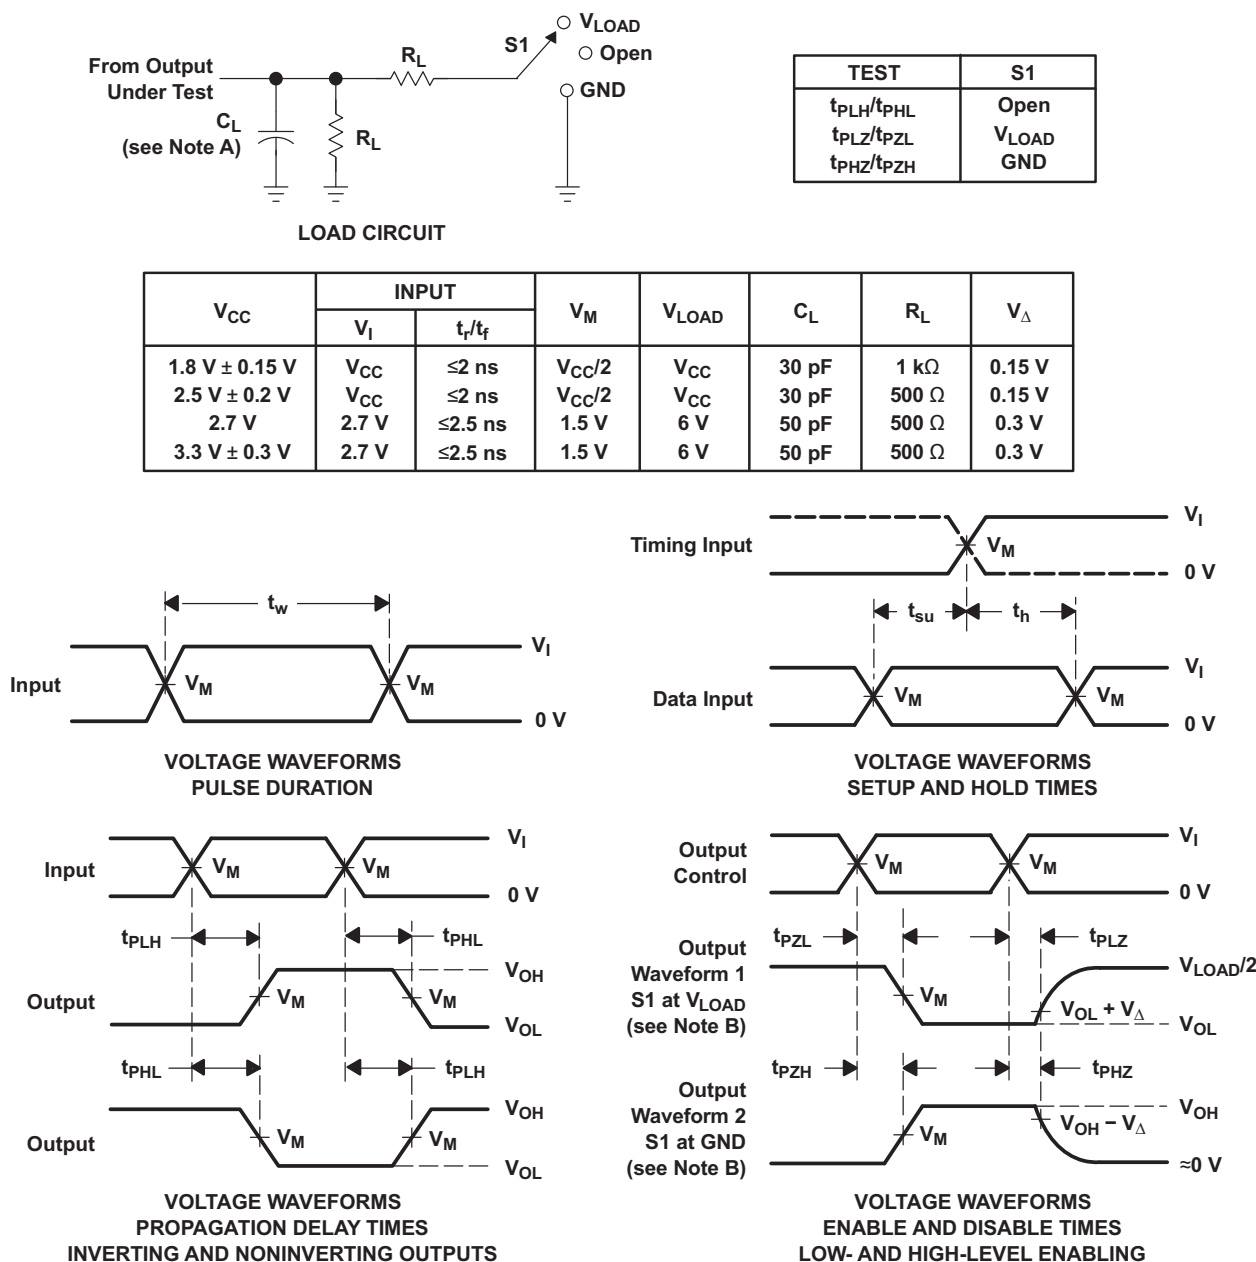 V_LOAD
S1
Open
R_L
From Output
Under Test
GND
C_L
(see Note A)
R_L
LOAD CIRCUIT
TEST S1
t_PLH/t_PHL Open
t_PLZ/t_PZL V_LOAD
t_PHZ/t_PZH GND
V_CC INPUT V_M V_LOAD C_L R_L V_Δ
V_I t_r/t_f
1.8 V ± 0.15 V V_CC ≤2 ns V_CC/2 V_CC 30 pF 1 kΩ 0.15 V
2.5 V ± 0.2 V V_CC ≤2 ns V_CC/2 V_CC 30 pF 500 Ω 0.15 V
2.7 V 2.7 V ≤2.5 ns 1.5 V 6 V 50 pF 500 Ω 0.3 V
3.3 V ± 0.3 V 2.7 V ≤2.5 ns 1.5 V 6 V 50 pF 500 Ω 0.3 V
t_w
V_I
Input V_M V_M
0 V
VOLTAGE WAVEFORMS
PULSE DURATION
V_I
Timing Input V_M
0 V
t_su t_h
V_I
Data Input V_M V_M
0 V
VOLTAGE WAVEFORMS
SETUP AND HOLD TIMES
V_I
Input V_M V_M
0 V
t_PLH t_PHL
V_OH
Output V_M V_M
V_OL
t_PHL t_PLH
V_OH
Output V_M V_M
V_OL
VOLTAGE WAVEFORMS
PROPAGATION DELAY TIMES
INVERTING AND NONINVERTING OUTPUTS
V_I
Output
Control V_M V_M
0 V
t_PZL t_PLZ
Output
Waveform 1
S1 at V_LOAD
(see Note B)
V_LOAD/2
V_M V_OL + V_Δ
V_OL
t_PZH t_PHZ
Output
Waveform 2
S1 at GND
(see Note B)
V_OH
V_M V_OH − V_Δ
≈0 V
VOLTAGE WAVEFORMS
ENABLE AND DISABLE TIMES
LOW- AND HIGH-LEVEL ENABLING